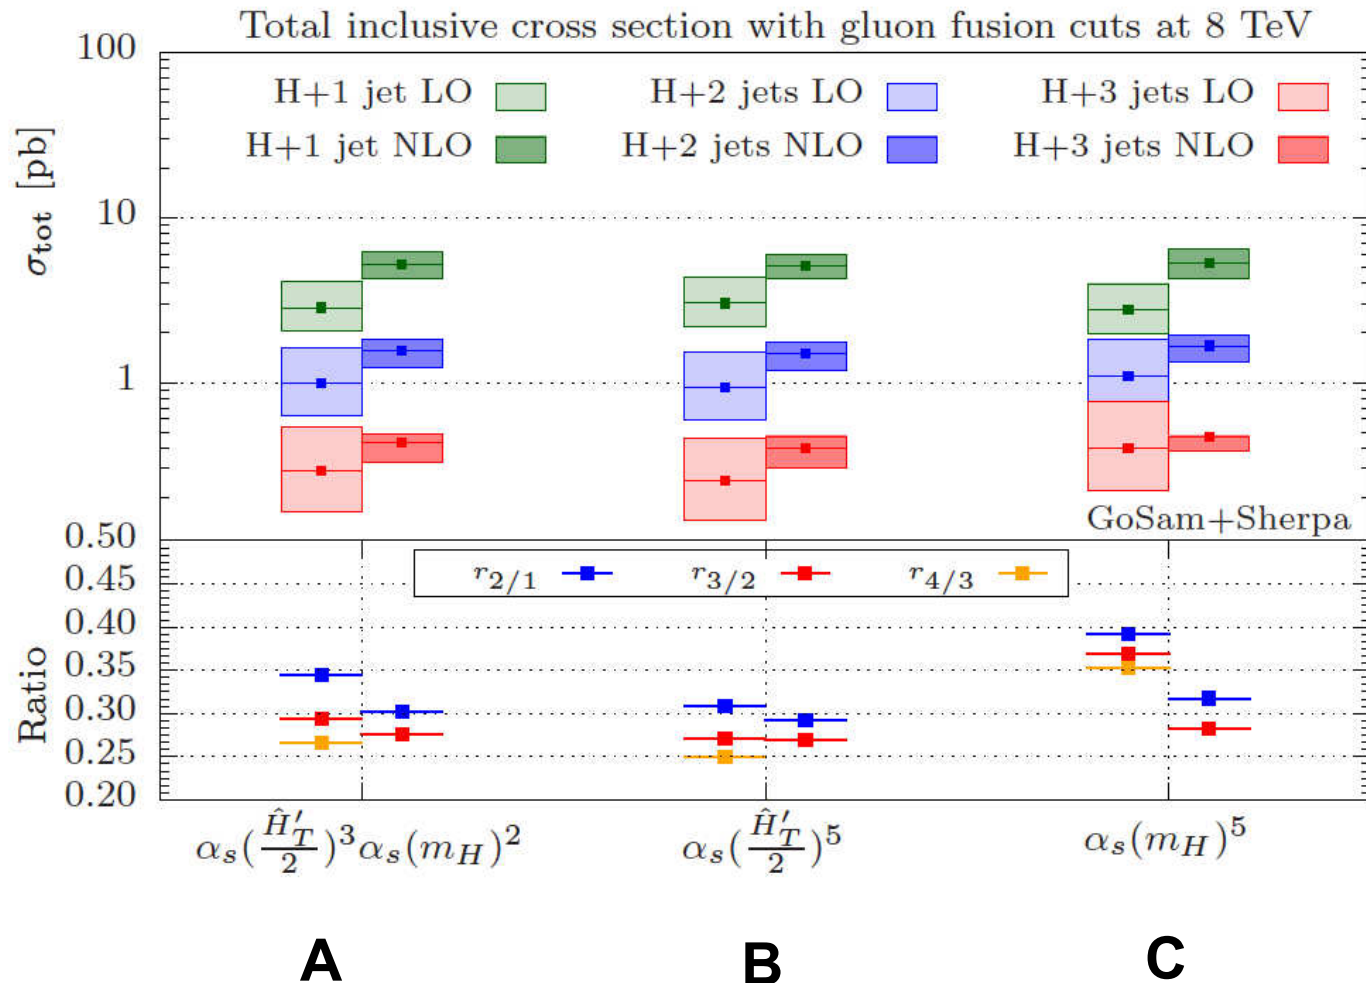 Total inclusive cross section with gluon fusion cuts at 8 TeV
100
H+1 jet LO
H+2 jets LO
H+3 jets LO
H+1 jet NLO
H+2 jets NLO
H+3 jets NLO
σtot [pb]
10
1
GoSam+Sherpa
0.50
r2/1
r3/2
r4/3
0.45
0.40
0.35
0.30
0.25
0.20
Ratio
αs(Ĥ′T/2)³αs(mH)²
αs(Ĥ′T/2)⁵
αs(mH)⁵
A
B
C